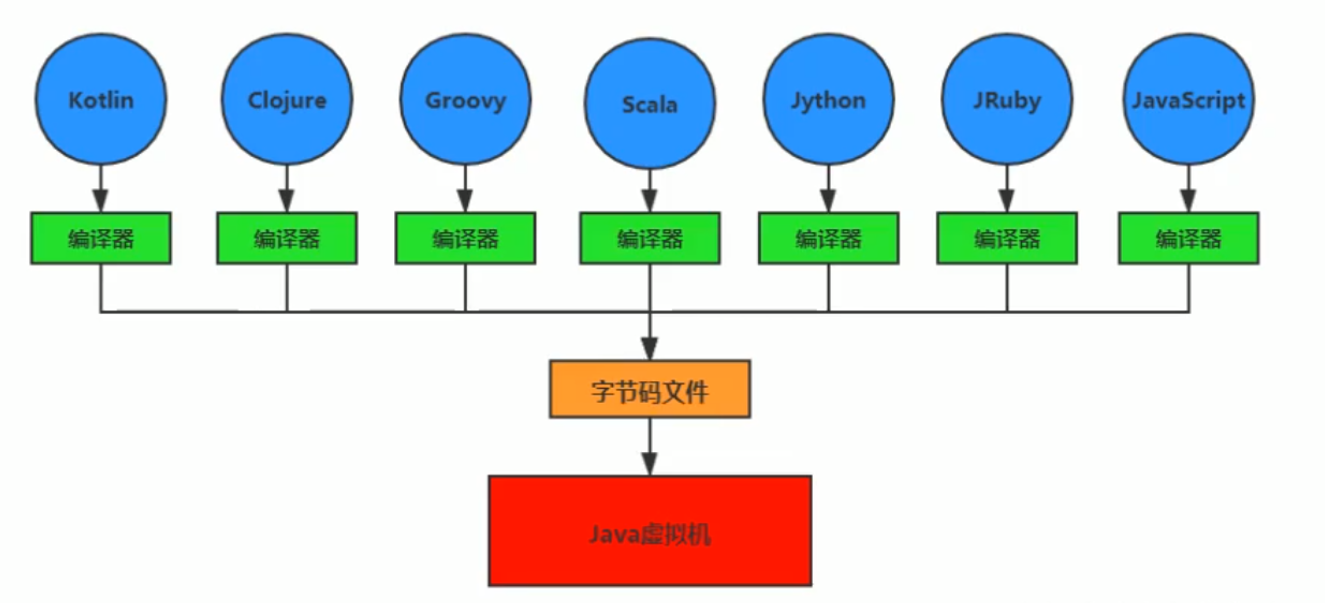 Kotlin
Clojure
Groovy
Scala
Jython
JRuby
JavaScript
编译器
编译器
编译器
编译器
编译器
编译器
编译器
字节码文件
Java虚拟机